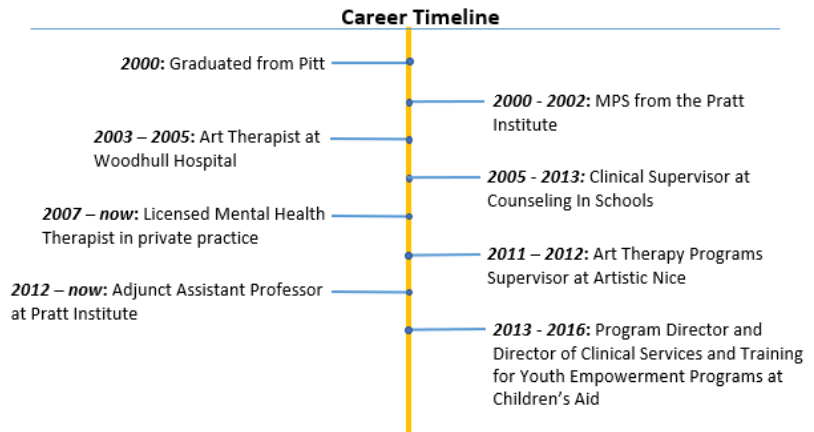 Career Timeline
2000: Graduated from Pitt
2000 - 2002: MPS from the Pratt
Institute
2003 – 2005: Art Therapist at
Woodhull Hospital
2005 - 2013: Clinical Supervisor at
Counseling In Schools
2007 – now: Licensed Mental Health
Therapist in private practice
2011 – 2012: Art Therapy Programs
Supervisor at Artistic Nice
2012 – now: Adjunct Assistant Professor
at Pratt Institute
2013 - 2016: Program Director and
Director of Clinical Services and Training
for Youth Empowerment Programs at
Children’s Aid